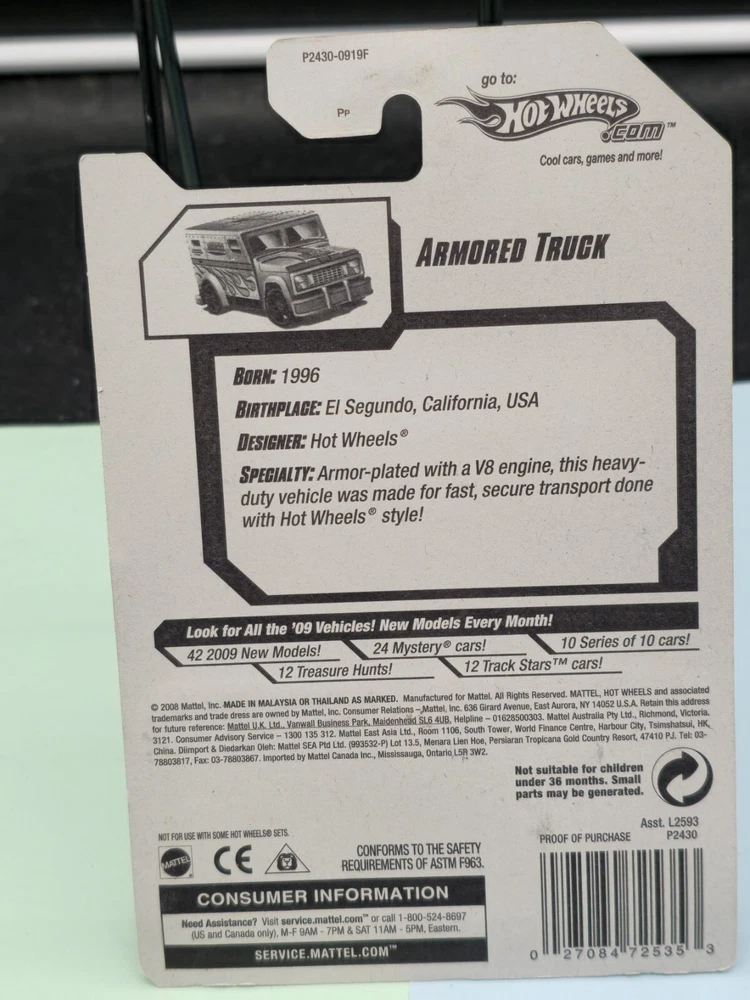 P2430-0919F
PP
go to:
HOT WHEELS
.COM™
Cool cars, games and more!
ARMORED TRUCK
BORN: 1996
BIRTHPLACE: El Segundo, California, USA
DESIGNER: Hot Wheels®
SPECIALTY: Armor-plated with a V8 engine, this heavy-
duty vehicle was made for fast, secure transport done
with Hot Wheels® style!
Look for All the '09 Vehicles! New Models Every Month!
42 2009 New Models!
24 Mystery® cars!
10 Series of 10 cars!
12 Treasure Hunts!
12 Track Stars™ cars!
© 2008 Mattel, Inc. MADE IN MALAYSIA OR THAILAND AS MARKED. Manufactured for Mattel. All Rights Reserved. MATTEL, HOT WHEELS and associated
trademarks and trade dress are owned by Mattel, Inc. Consumer Relations – Mattel, Inc. 636 Girard Avenue, East Aurora, NY 14052 U.S.A. Retain this address
for future reference: Mattel U.K. Ltd., Vanwall Business Park, Maidenhead SL6 4UB. Helpline – 01628500303. Mattel Australia Pty Ltd., Richmond, Victoria.
3121. Consumer Advisory Service – 1300 135 312. Mattel East Asia Ltd., Room 1106, South Tower, World Finance Centre, Harbour City, Tsimshatsui, HK,
China. Diimport & Diedarkan Oleh: Mattel SEA Ptd Ltd. (993532-P) Lot 13.5, Menara Lien Hoe, Persiaran Tropicana Gold Country Resort, 47410 PJ. Tel: 03-
78803817, Fax: 03-78803867. Imported by Mattel Canada Inc., Mississauga, Ontario L5R 3W2.
Not suitable for children
under 36 months. Small
parts may be generated.
Asst. L2593
PROOF OF PURCHASE P2430
NOT FOR USE WITH SOME HOT WHEELS® SETS.
MATTEL
CE
CONFORMS TO THE SAFETY
REQUIREMENTS OF ASTM F963.
CONSUMER INFORMATION
Need Assistance? Visit service.mattel.com™ or call 1-800-524-8697
(US and Canada only), M-F 9AM - 7PM & SAT 11AM - 5PM, Eastern.
SERVICE.MATTEL.COM™
0 27084 72535 3